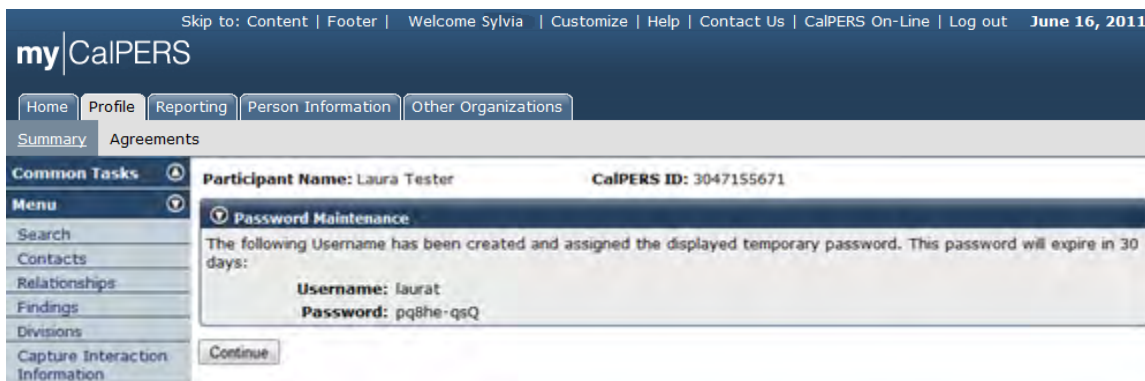 Skip to: Content | Footer | Welcome Sylvia | Customize | Help | Contact Us | CalPERS On-Line | Log out June 16, 2011
my|CalPERS
Home Profile Reporting Person Information Other Organizations
Summary Agreements
Common Tasks
Menu
Search
Contacts
Relationships
Findings
Divisions
Capture Interaction
Information
Participant Name: Laura Tester CalPERS ID: 3047155671
Password Maintenance
The following Username has been created and assigned the displayed temporary password. This password will expire in 30
days:
Username: laurat
Password: pq8he-qsQ
Continue